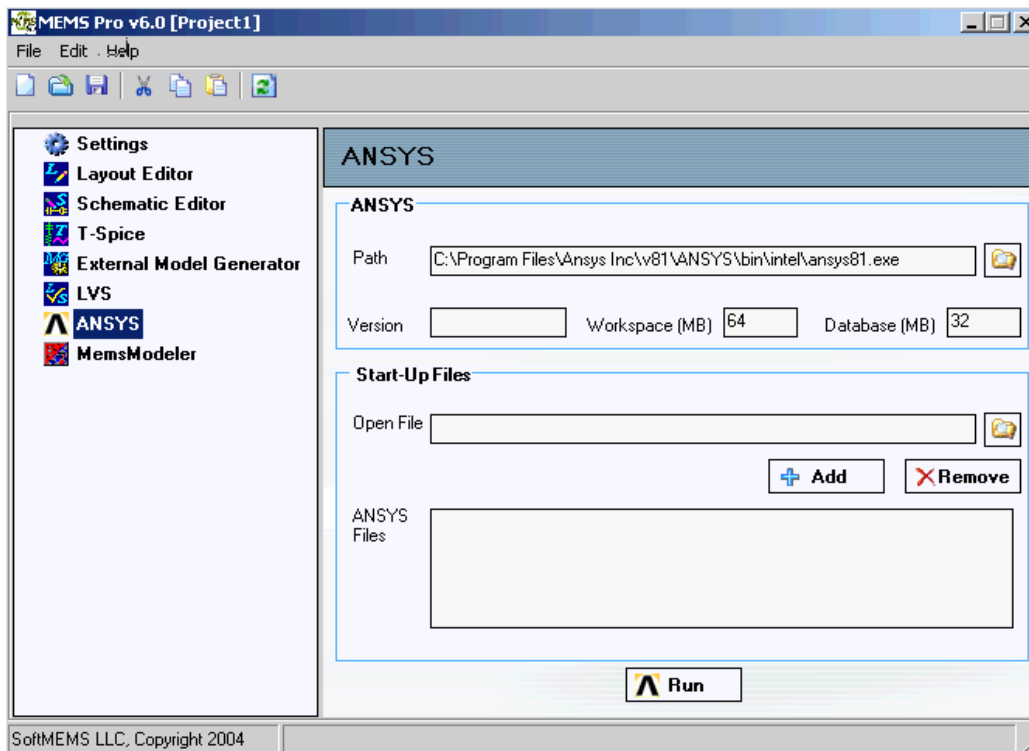 MEMS Pro v6.0 [Project1]
File Edit Help
Settings
Layout Editor
Schematic Editor
T-Spice
External Model Generator
LVS
ANSYS
MemsModeler
ANSYS
ANSYS
Path C:\Program Files\Ansys Inc\v81\ANSYS\bin\intel\ansys81.exe
Version Workspace (MB) 64 Database (MB) 32
Start-Up Files
Open File
Add Remove
ANSYS
Files
Run
SoftMEMS LLC, Copyright 2004